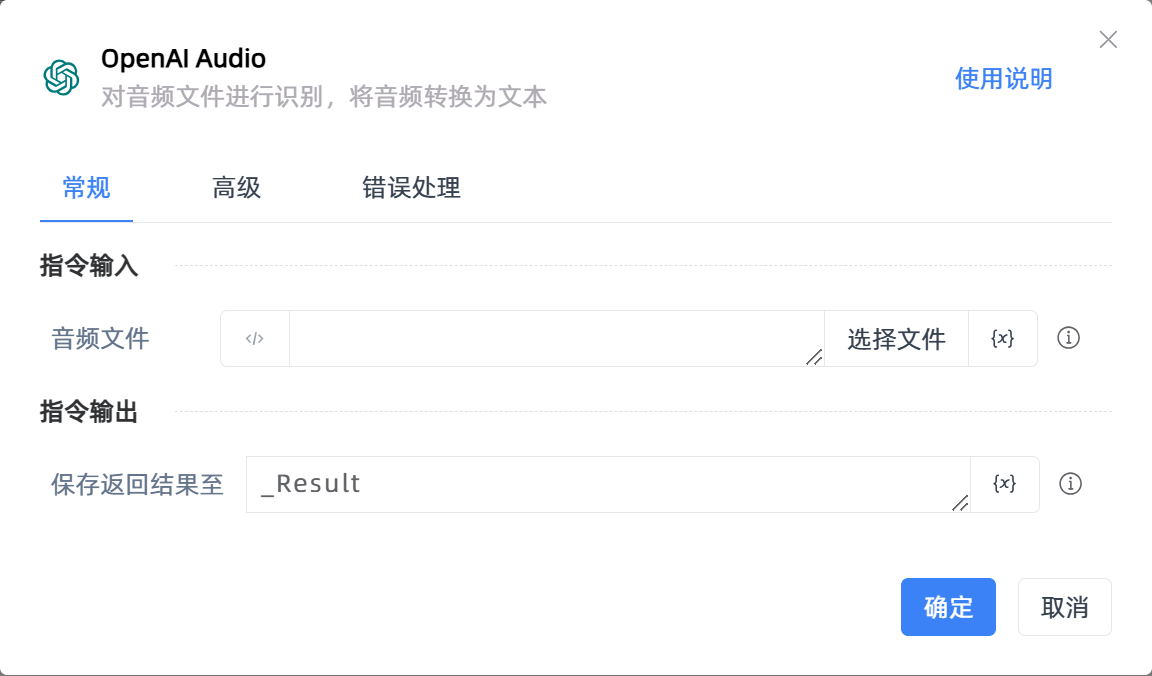 OpenAI Audio
对音频文件进行识别，将音频转换为文本
使用说明
常规 高级 错误处理
指令输入
音频文件 </> 选择文件 {x}
指令输出
保存返回结果至 _Result {x}
确定 取消